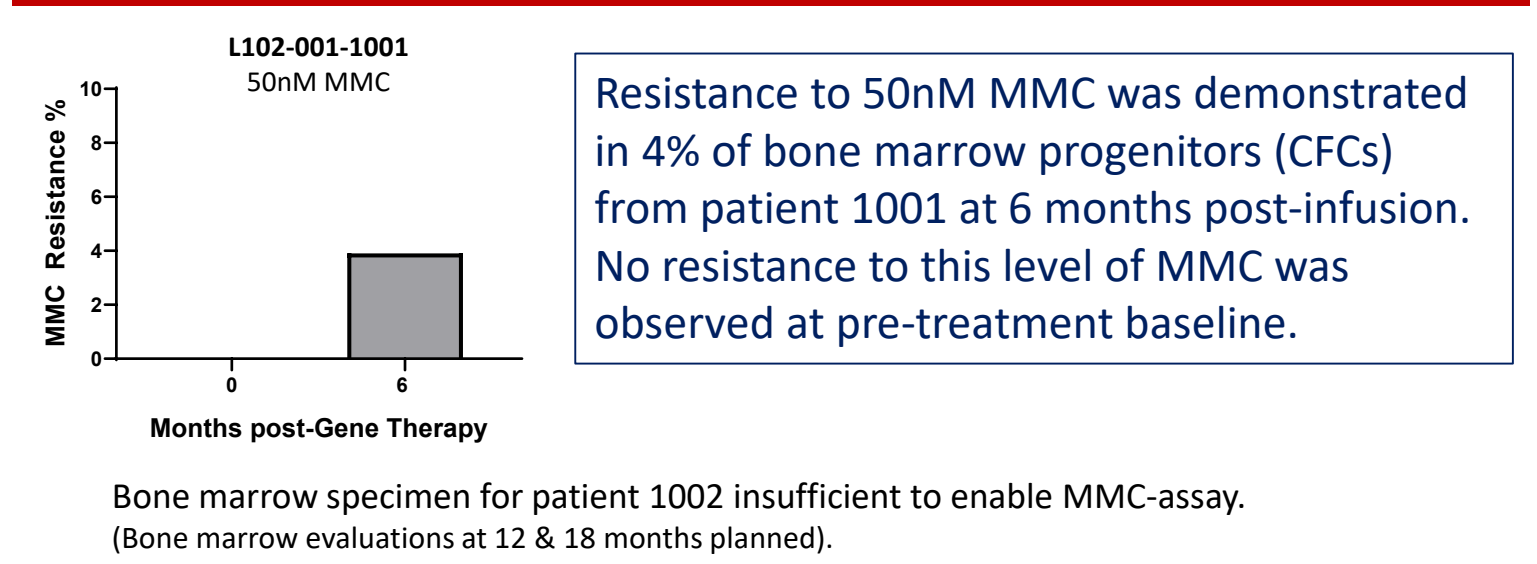 L102-001-1001
50nM MMC
MMC Resistance %
10
8
6
4
2
0
0 6
Months post-Gene Therapy
Resistance to 50nM MMC was demonstrated
in 4% of bone marrow progenitors (CFCs)
from patient 1001 at 6 months post-infusion.
No resistance to this level of MMC was
observed at pre-treatment baseline.
Bone marrow specimen for patient 1002 insufficient to enable MMC-assay.
(Bone marrow evaluations at 12 & 18 months planned).